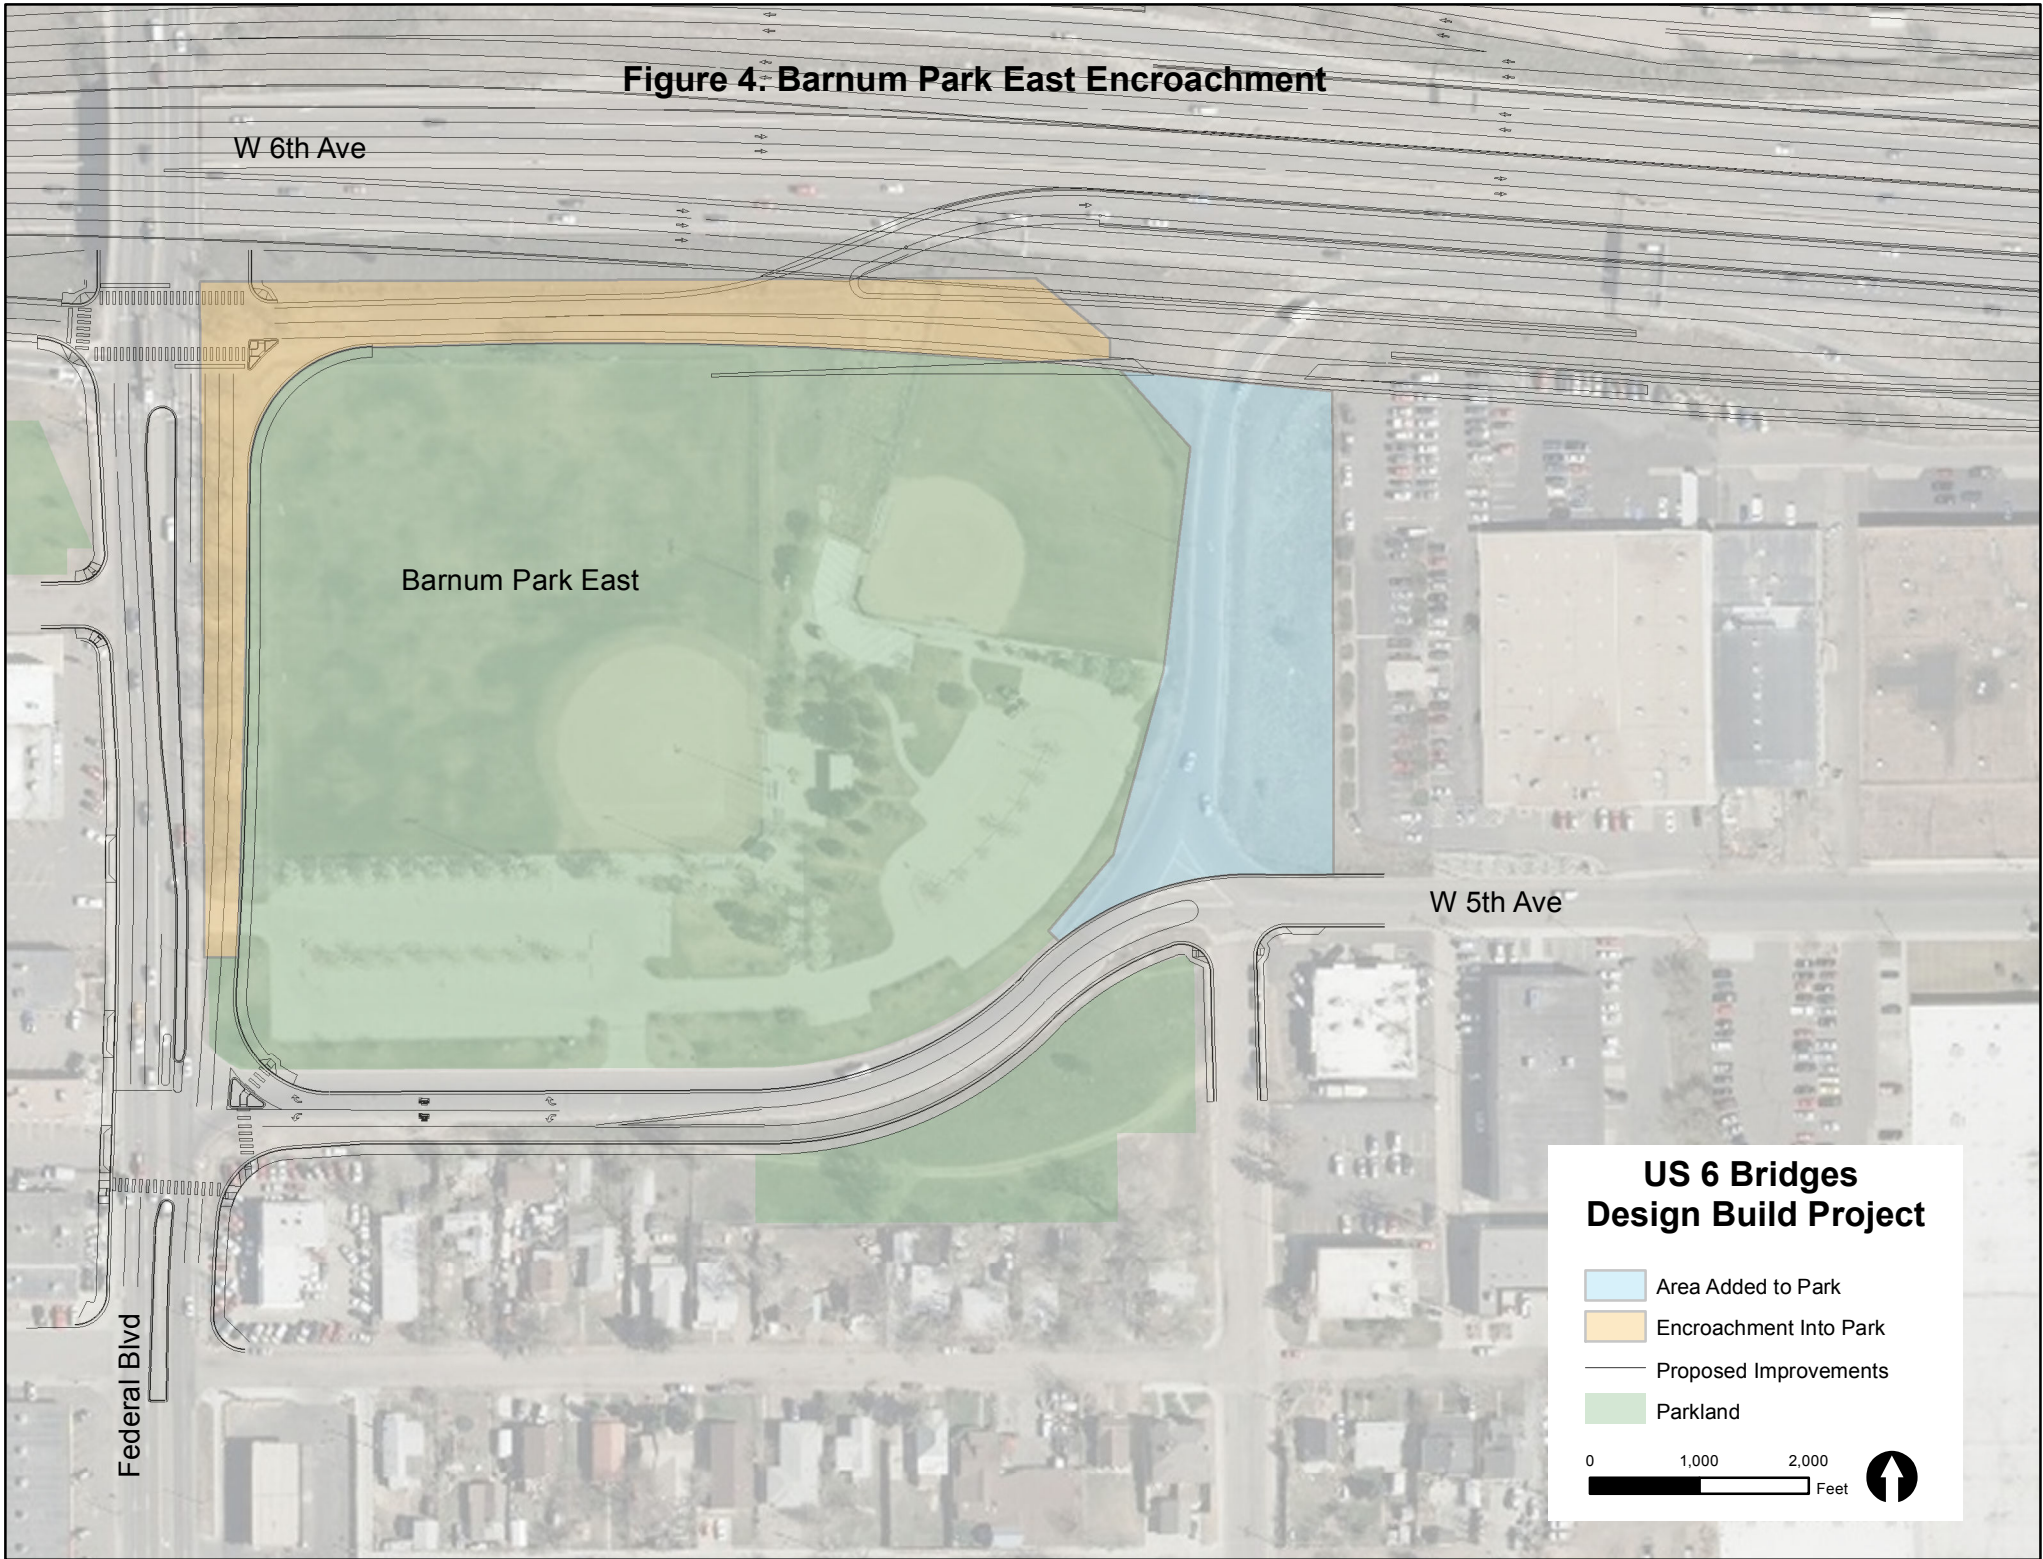 Figure 4. Barnum Park East Encroachment
W 6th Ave
Barnum Park East
W 5th Ave
Federal Blvd
US 6 Bridges
Design Build Project
Area Added to Park
Encroachment Into Park
Proposed Improvements
Parkland
0 1,000 2,000
Feet